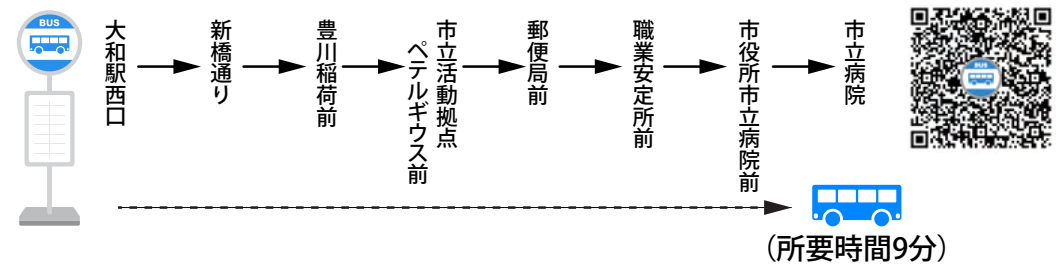 BUS
大和駅西口
新橋通り
豊川稲荷前
市立活動拠点
ベテルギウス前
郵便局前
職業安定所前
市役所市立病院前
市立病院
BUS
（所要時間9分）